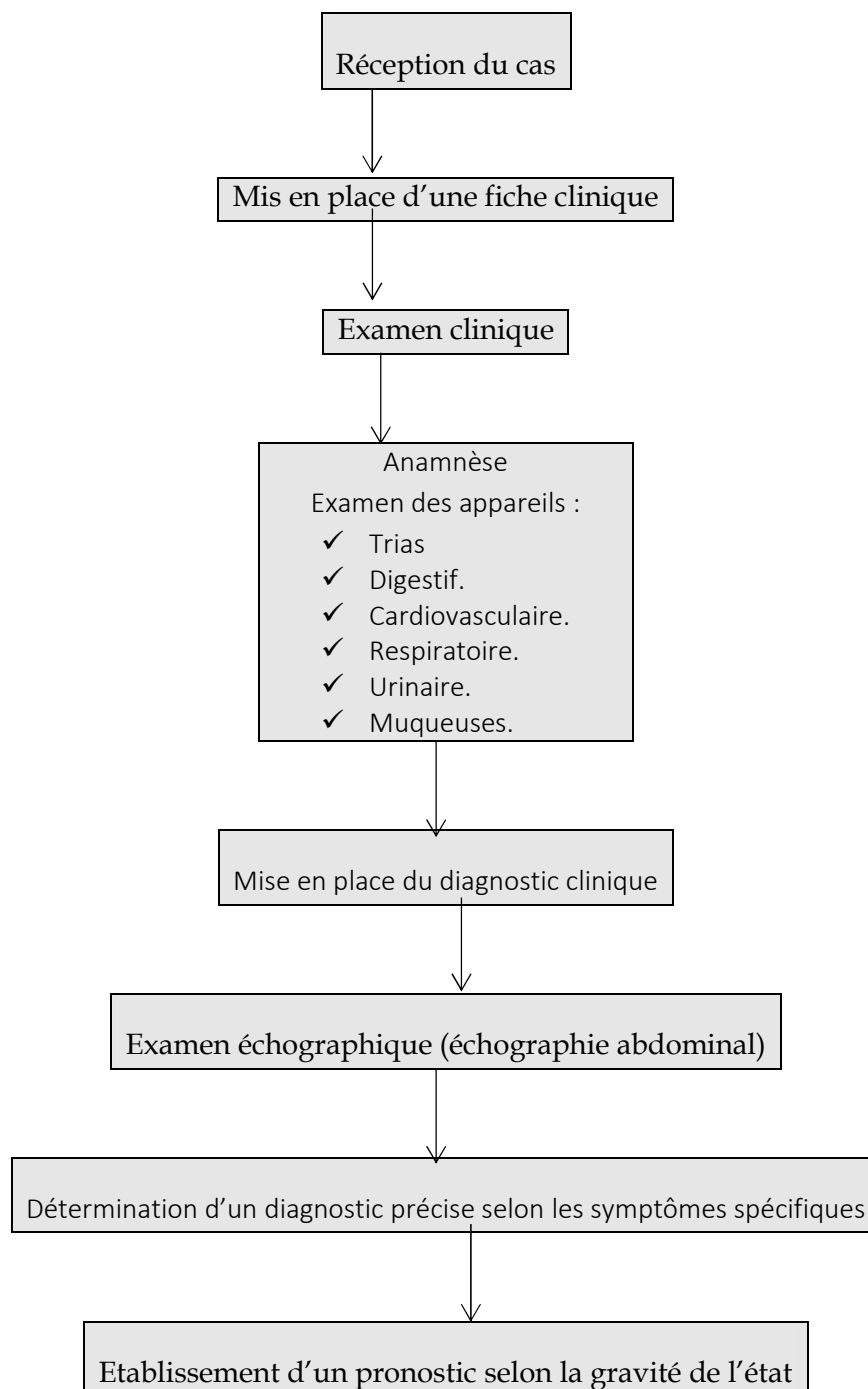 Réception du cas
Mis en place d’une fiche clinique
Examen clinique
Anamnèse
Examen des appareils :
✓ Trias
✓ Digestif.
✓ Cardiovasculaire.
✓ Respiratoire.
✓ Urinaire.
✓ Muqueuses.
Mise en place du diagnostic clinique
Examen échographique (échographie abdominal)
Détermination d’un diagnostic précise selon les symptômes spécifiques
Etablissement d’un pronostic selon la gravité de l’état